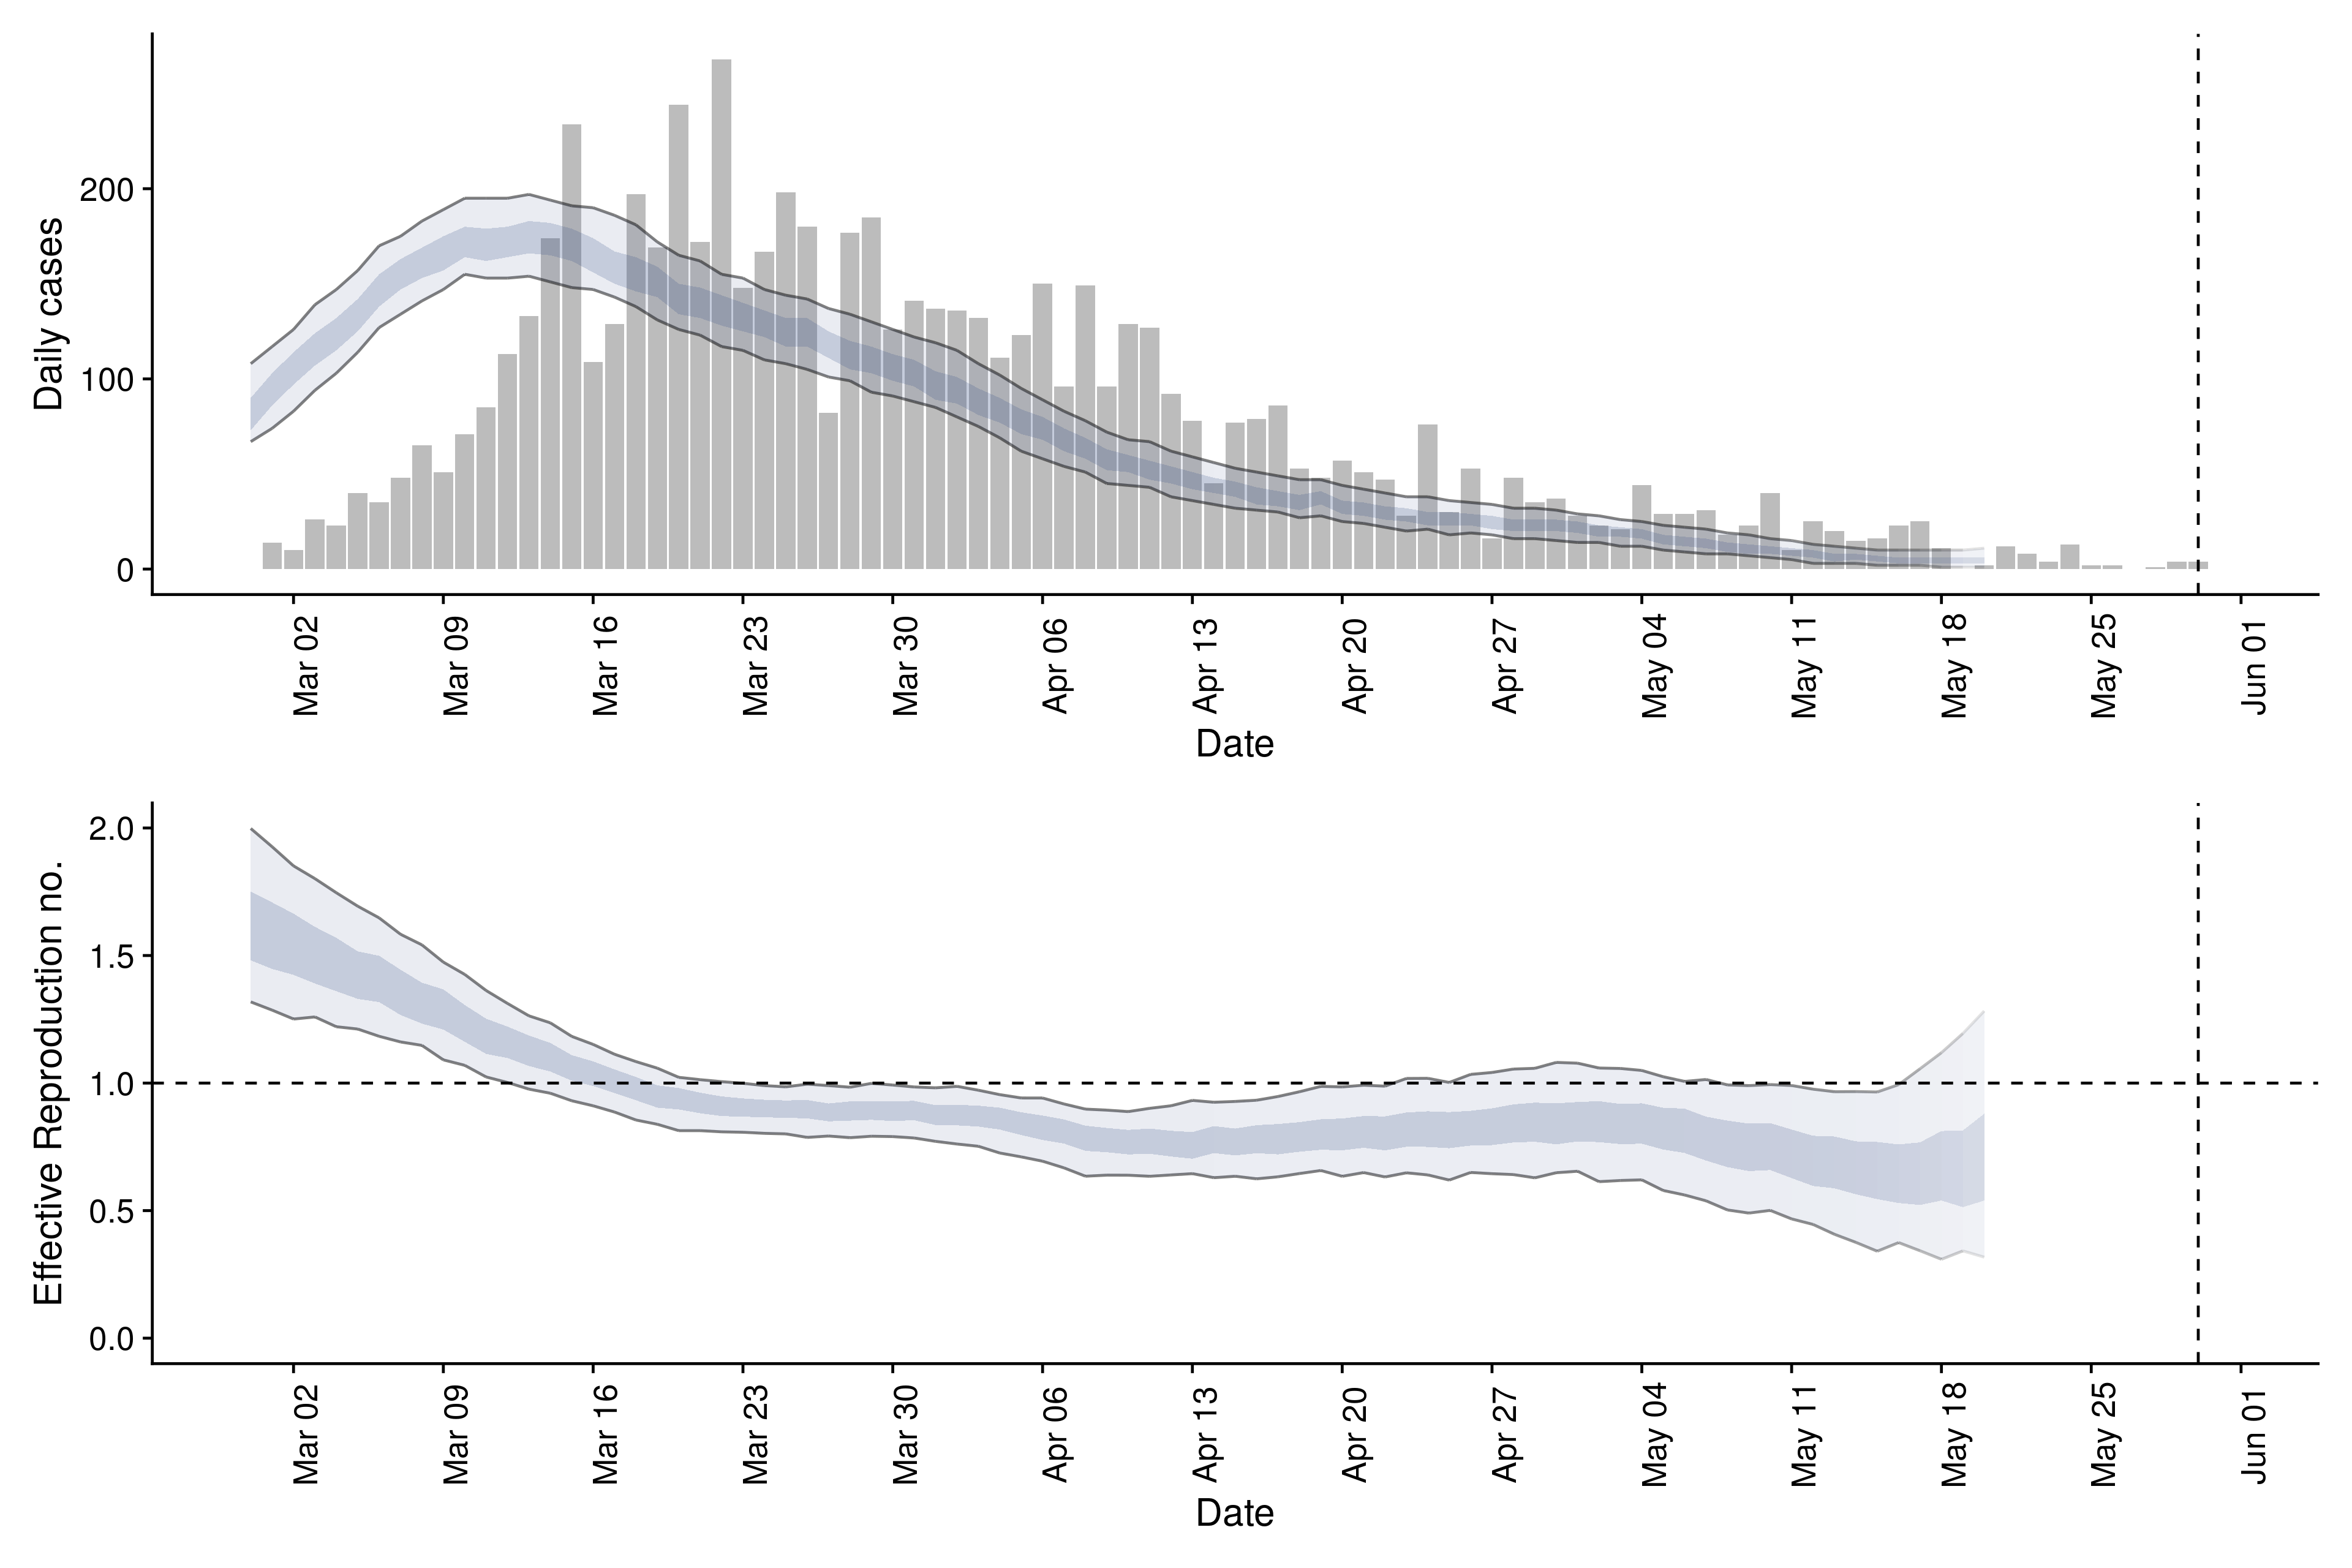 Daily cases
200
100
0
Mar 02
Mar 09
Mar 16
Mar 23
Mar 30
Apr 06
Apr 13
Apr 20
Apr 27
May 04
May 11
May 18
May 25
Jun 01
Date
Effective Reproduction no.
2.0
1.5
1.0
0.5
0.0
Mar 02
Mar 09
Mar 16
Mar 23
Mar 30
Apr 06
Apr 13
Apr 20
Apr 27
May 04
May 11
May 18
May 25
Jun 01
Date